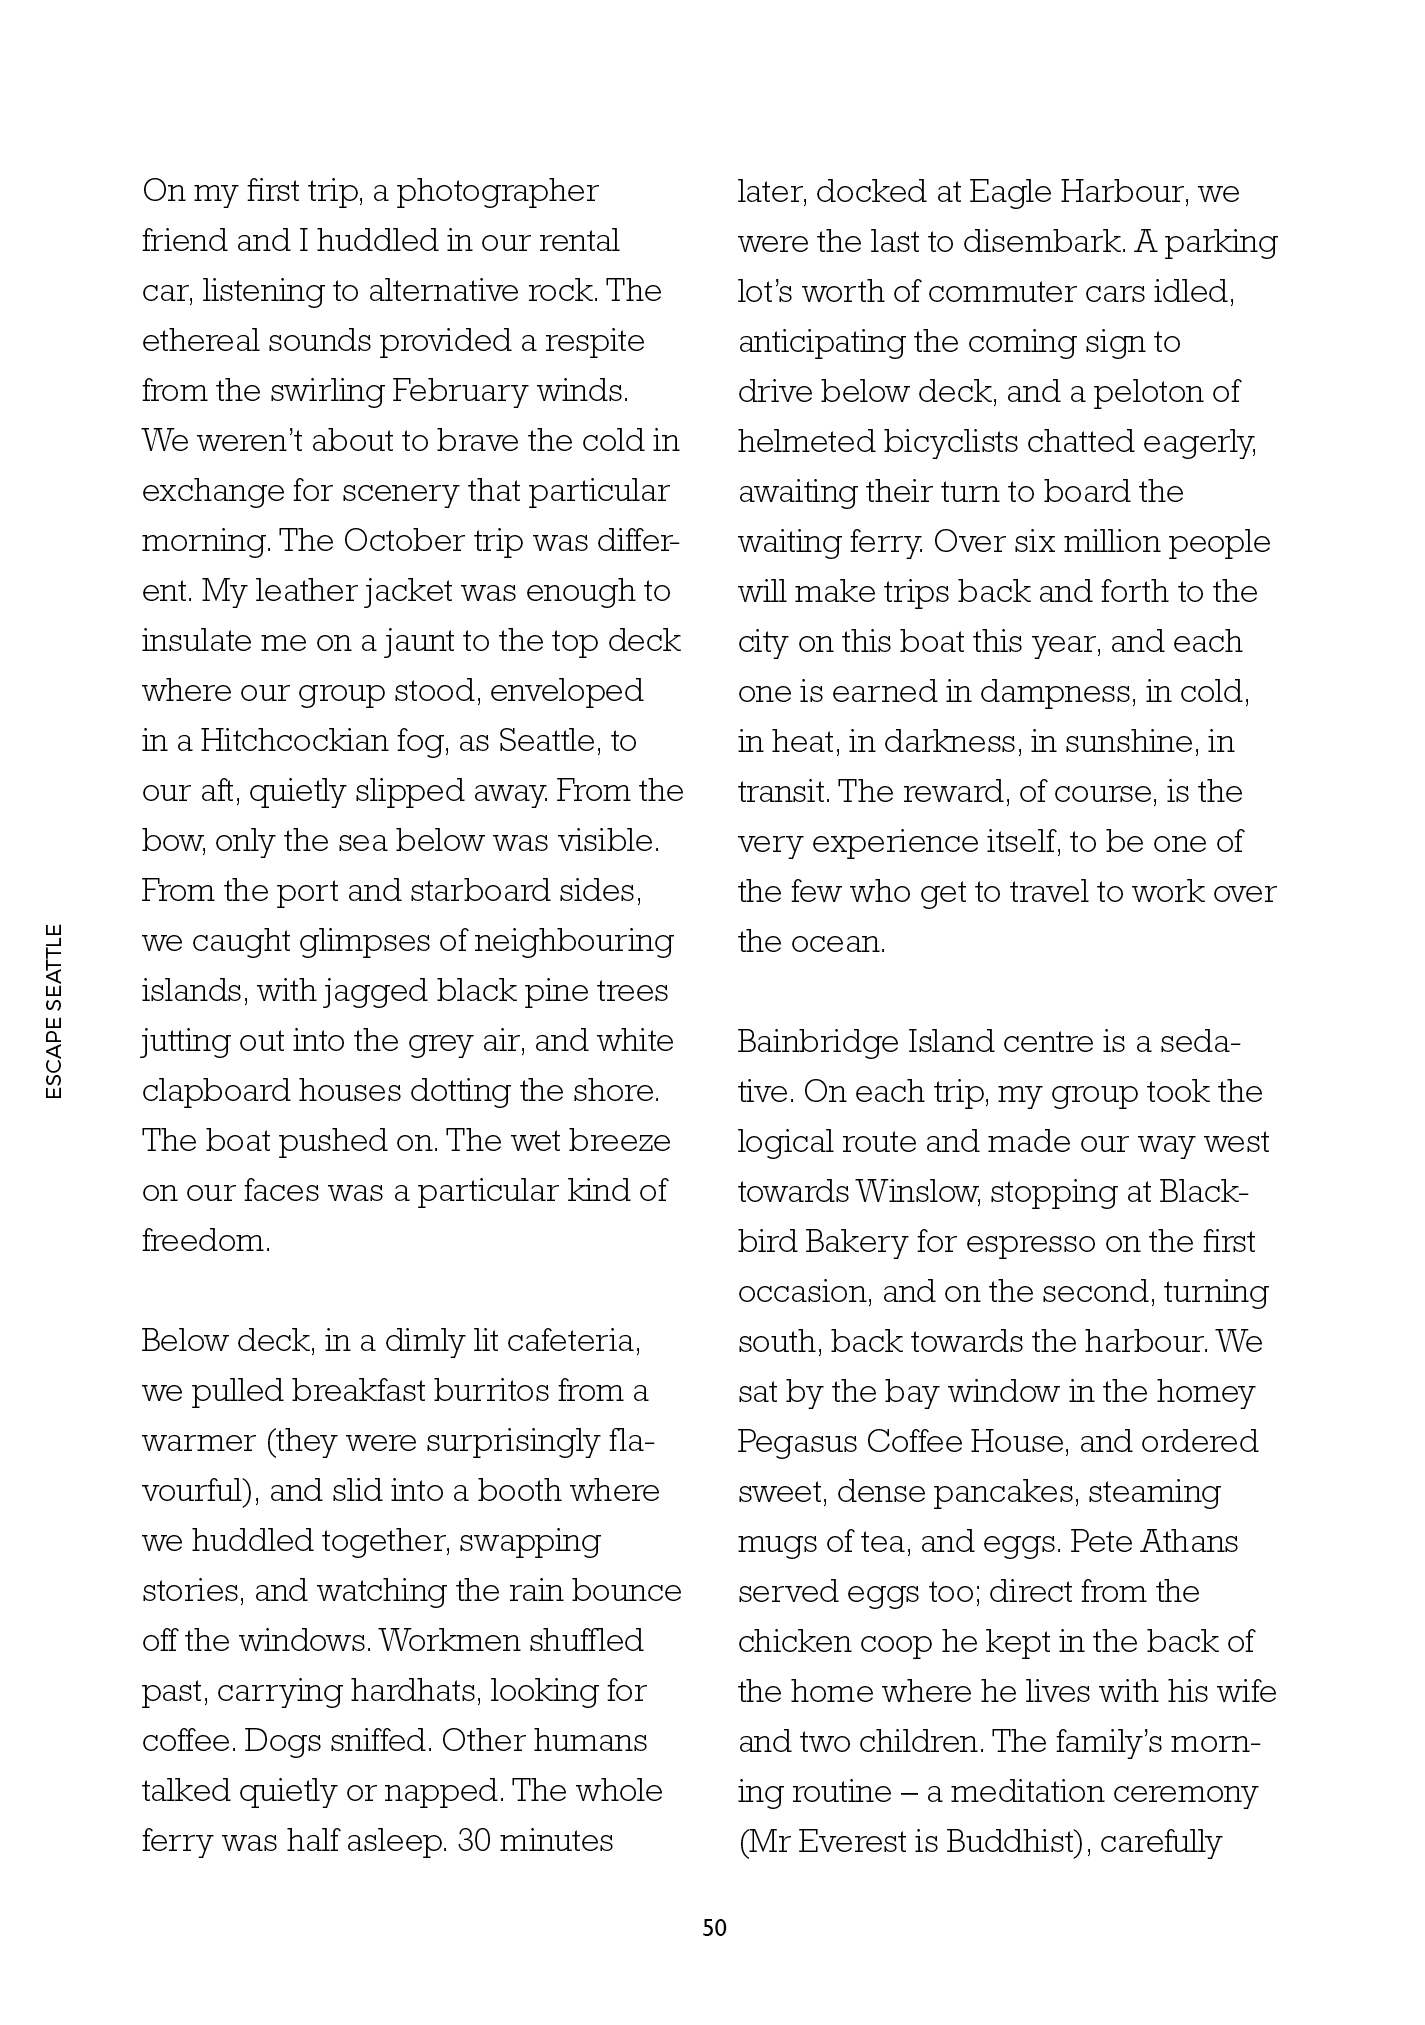 On my first trip, a photographer
friend and I huddled in our rental
car, listening to alternative rock. The
ethereal sounds provided a respite
from the swirling February winds.
We weren’t about to brave the cold in
exchange for scenery that particular
morning. The October trip was differ-
ent. My leather jacket was enough to
insulate me on a jaunt to the top deck
where our group stood, enveloped
in a Hitchcockian fog, as Seattle, to
our aft, quietly slipped away. From the
bow, only the sea below was visible.
From the port and starboard sides,
we caught glimpses of neighbouring
islands, with jagged black pine trees
jutting out into the grey air, and white
clapboard houses dotting the shore.
The boat pushed on. The wet breeze
on our faces was a particular kind of
freedom.
Below deck, in a dimly lit cafeteria,
we pulled breakfast burritos from a
warmer (they were surprisingly fla-
vourful), and slid into a booth where
we huddled together, swapping
stories, and watching the rain bounce
off the windows. Workmen shuffled
past, carrying hardhats, looking for
coffee. Dogs sniffed. Other humans
talked quietly or napped. The whole
ferry was half asleep. 30 minutes
later, docked at Eagle Harbour, we
were the last to disembark. A parking
lot’s worth of commuter cars idled,
anticipating the coming sign to
drive below deck, and a peloton of
helmeted bicyclists chatted eagerly,
awaiting their turn to board the
waiting ferry. Over six million people
will make trips back and forth to the
city on this boat this year, and each
one is earned in dampness, in cold,
in heat, in darkness, in sunshine, in
transit. The reward, of course, is the
very experience itself, to be one of
the few who get to travel to work over
the ocean.
Bainbridge Island centre is a seda-
tive. On each trip, my group took the
logical route and made our way west
towards Winslow, stopping at Black-
bird Bakery for espresso on the first
occasion, and on the second, turning
south, back towards the harbour. We
sat by the bay window in the homey
Pegasus Coffee House, and ordered
sweet, dense pancakes, steaming
mugs of tea, and eggs. Pete Athans
served eggs too; direct from the
chicken coop he kept in the back of
the home where he lives with his wife
and two children. The family’s morn-
ing routine – a meditation ceremony
(Mr Everest is Buddhist), carefully
ESCAPE SEATTLE
50